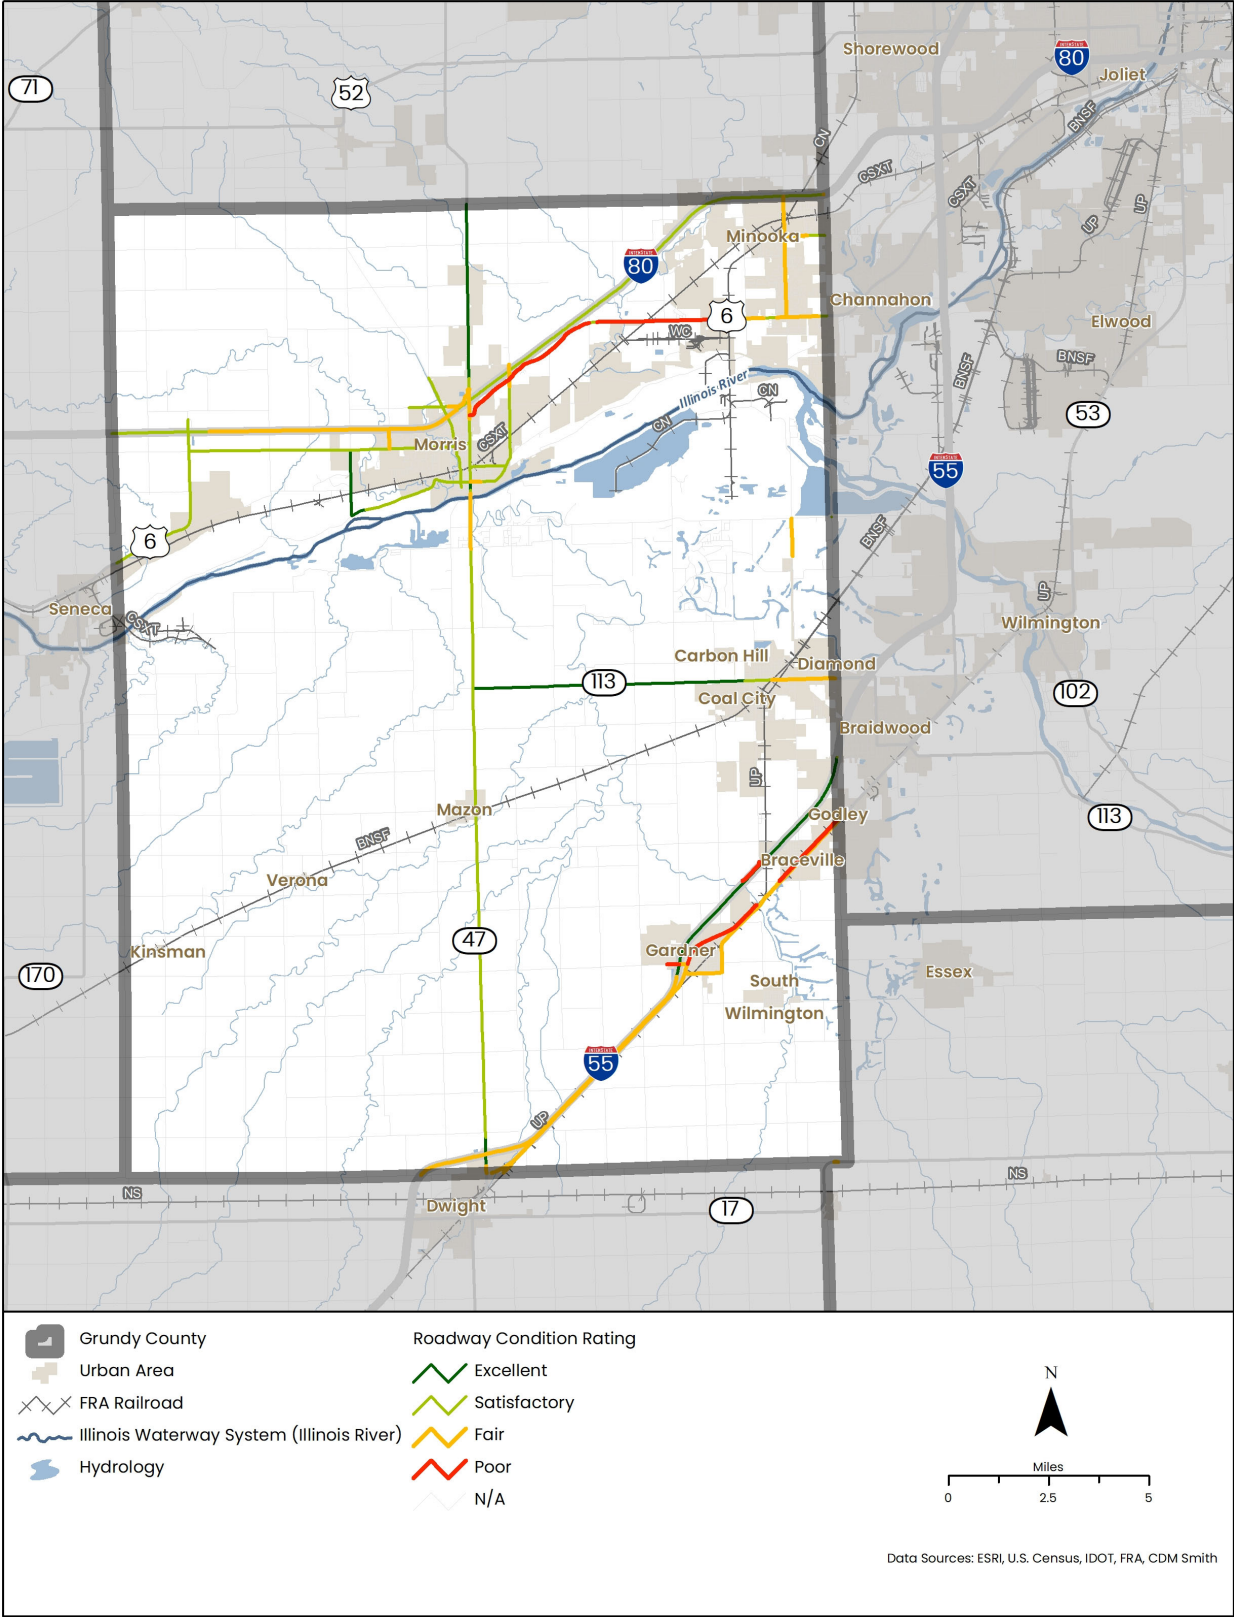 Shorewood
INTERSTATE
80
Joliet
71
52
BNSF
CN
CSXT
CSXT
UP
UP
Minooka
INTERSTATE
80
Channahon
6
Elwood
WC
BNSF
BNSF
Illinois River
CN
53
CN
Morris
CSXT
INTERSTATE
55
6
BNSF
UP
Seneca
CSXT
Wilmington
Carbon Hill
Diamond
113
102
Coal City
Braidwood
UP
Mazon
Godley
113
BNSF
Braceville
Verona
47
Kinsman
Gardner
170
Essex
South
Wilmington
INTERSTATE
55
UP
NS
NS
Dwight
17
Grundy County
Urban Area
FRA Railroad
Illinois Waterway System (Illinois River)
Hydrology
Roadway Condition Rating
Excellent
Satisfactory
Fair
Poor
N/A
N
Miles
0 2.5 5
Data Sources: ESRI, U.S. Census, IDOT, FRA, CDM Smith